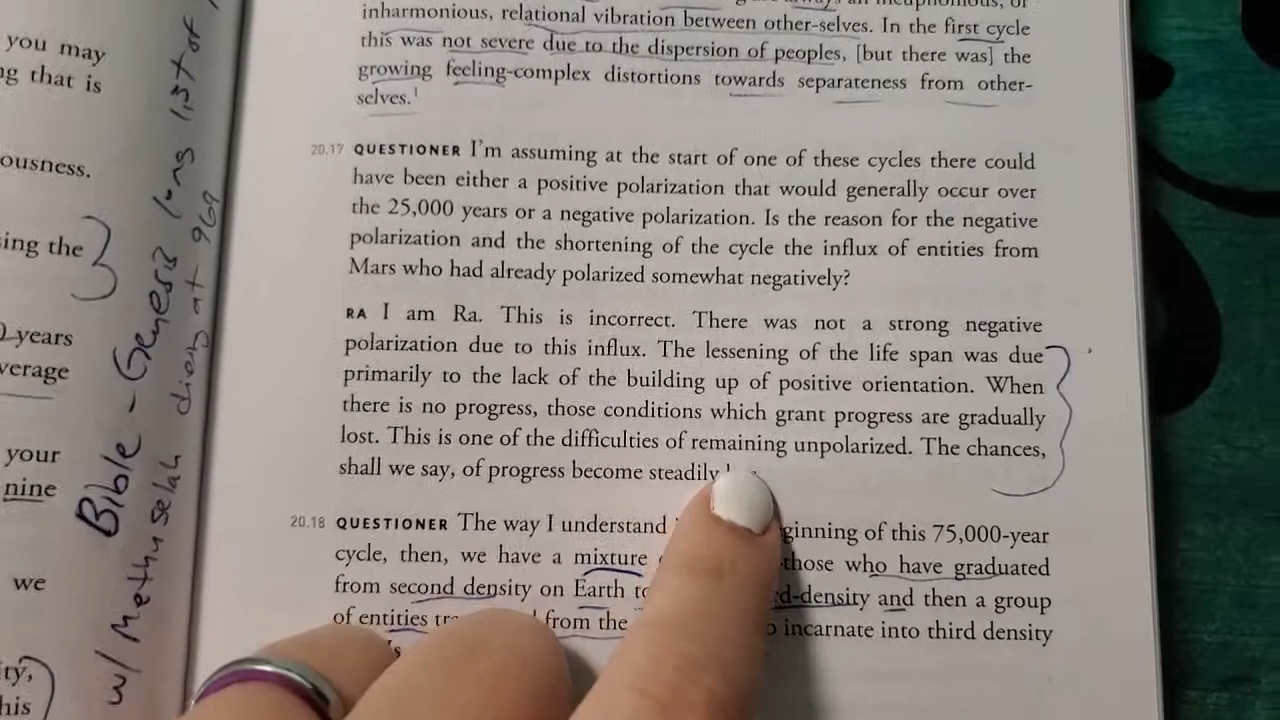 you may
ng that is
ousness.
sing the
years
verage
your
nine
we
ity,
his
Bible - Genesis long list of
w/ Methuselah dieing at 969
inharmonious, relational vibration between other-selves. In the first cycle
this was not severe due to the dispersion of peoples, [but there was] the
growing feeling-complex distortions towards separateness from other-
selves.1
20.17 QUESTIONER I'm assuming at the start of one of these cycles there could
have been either a positive polarization that would generally occur over
the 25,000 years or a negative polarization. Is the reason for the negative
polarization and the shortening of the cycle the influx of entities from
Mars who had already polarized somewhat negatively?
RA I am Ra. This is incorrect. There was not a strong negative
polarization due to this influx. The lessening of the life span was due
primarily to the lack of the building up of positive orientation. When
there is no progress, those conditions which grant progress are gradually
lost. This is one of the difficulties of remaining unpolarized. The chances,
shall we say, of progress become steadily
20.18 QUESTIONER The way I understand ginning of this 75,000-year
cycle, then, we have a mixture those who have graduated
from second density on Earth to rd-density and then a group
of entities from the incarnate into third density